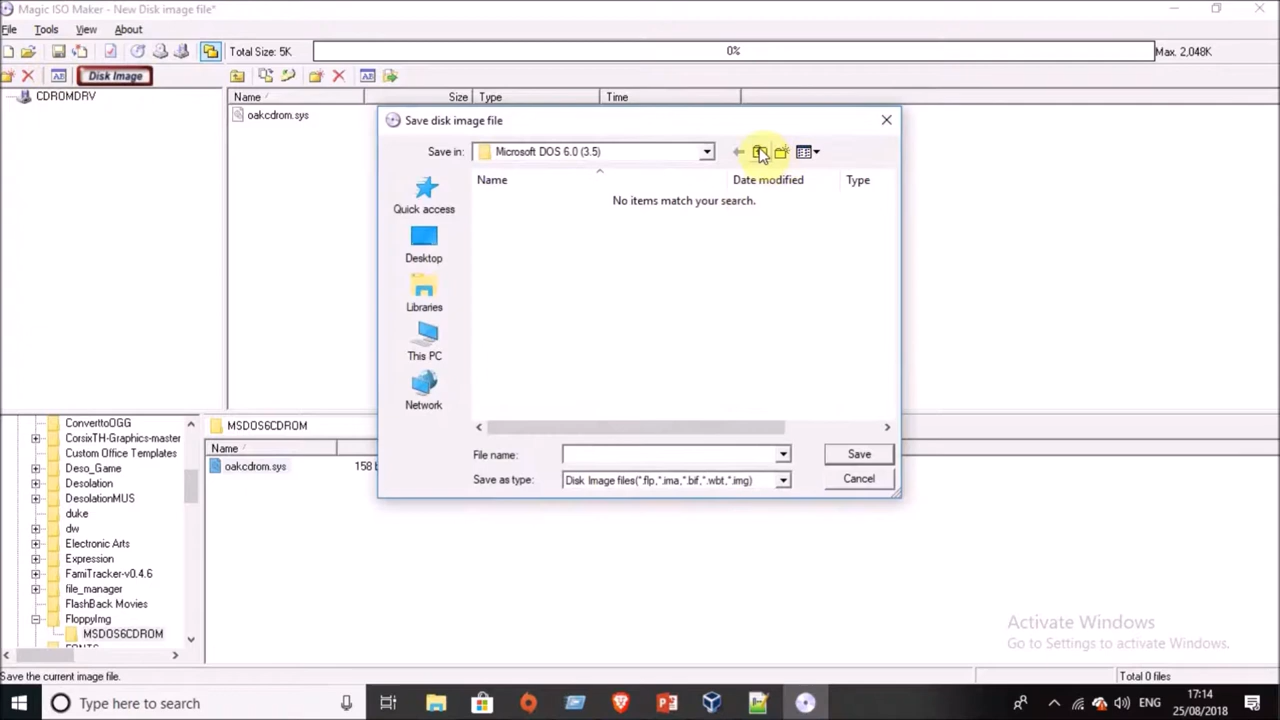 Magic ISO Maker - New Disk image file*
File Tools View About
Total Size: 5K
0%
Max. 2,048K
Disk Image
CDROMDRV
Name Size Type Time
oakcdrom.sys
Save disk image file
Save in: Microsoft DOS 6.0 (3.5)
Name Date modified Type
No items match your search.
Quick access
Desktop
Libraries
This PC
Network
File name:
Save
Save as type: Disk Image files(*.flp,*.ima,*.bif,*.wbt,*.img)
Cancel
ConverttoOGG
CorsixTH-Graphics-master
Custom Office Templates
Deso_Game
Desolation
DesolationMUS
duke
dw
Electronic Arts
Expression
FamiTracker-v0.4.6
file_manager
FlashBack Movies
FloppyImg
MSDOS6CDROM
MSDOS6CDROM
Name
oakcdrom.sys 158 b
Activate Windows
Go to Settings to activate Windows.
Save the current image file.
Total 0 files
Type here to search
ENG
17:14
25/08/2018